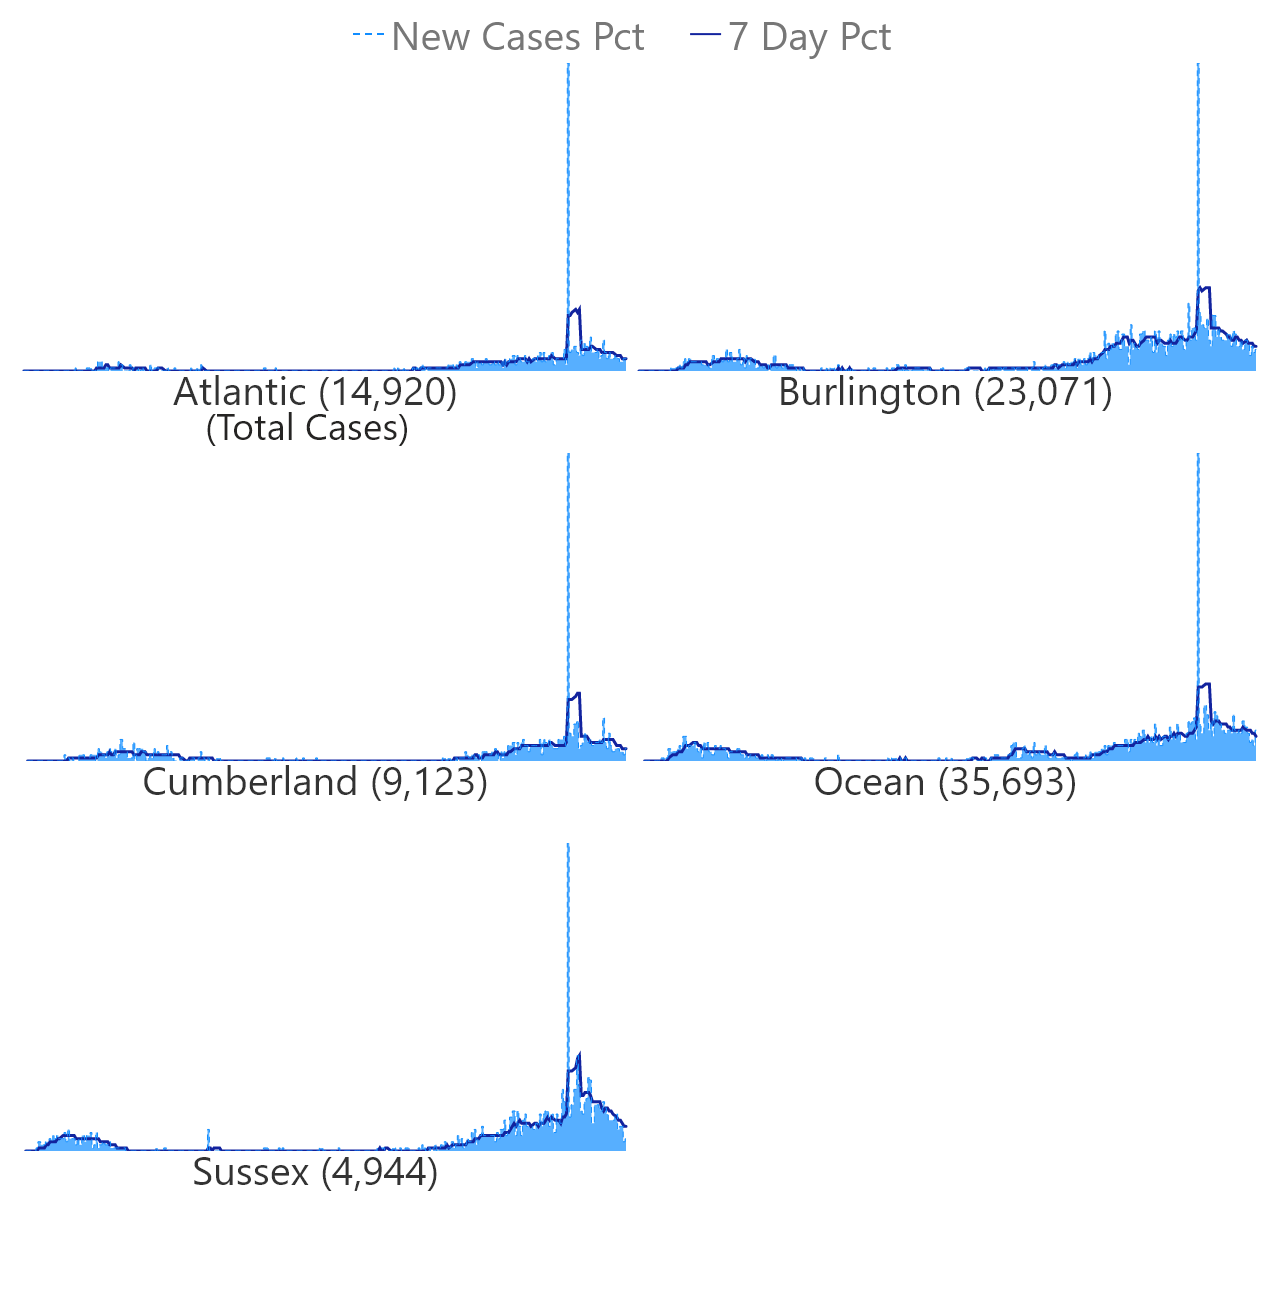 New Cases Pct 7 Day Pct
Atlantic (14,920) Burlington (23,071)
(Total Cases)
Cumberland (9,123) Ocean (35,693)
Sussex (4,944)